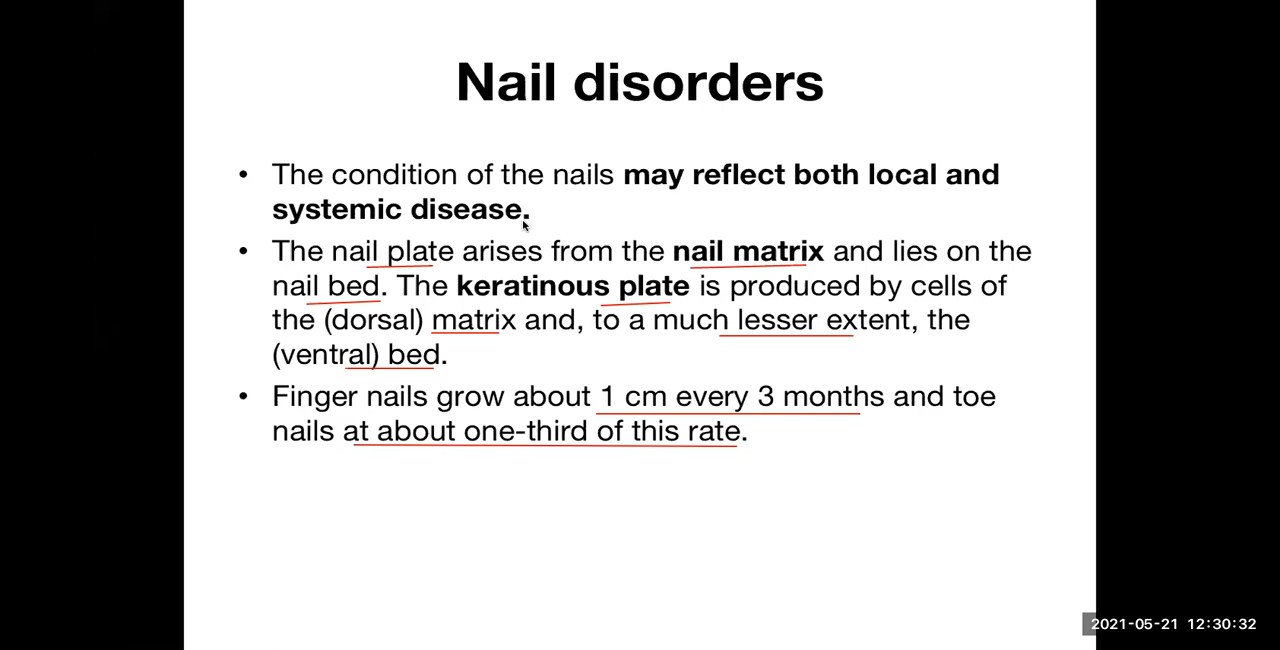 Nail disorders
• The condition of the nails may reflect both local and
systemic disease.
• The nail plate arises from the nail matrix and lies on the
nail bed. The keratinous plate is produced by cells of
the (dorsal) matrix and, to a much lesser extent, the
(ventral) bed.
• Finger nails grow about 1 cm every 3 months and toe
nails at about one-third of this rate.
2021-05-21 12:30:32